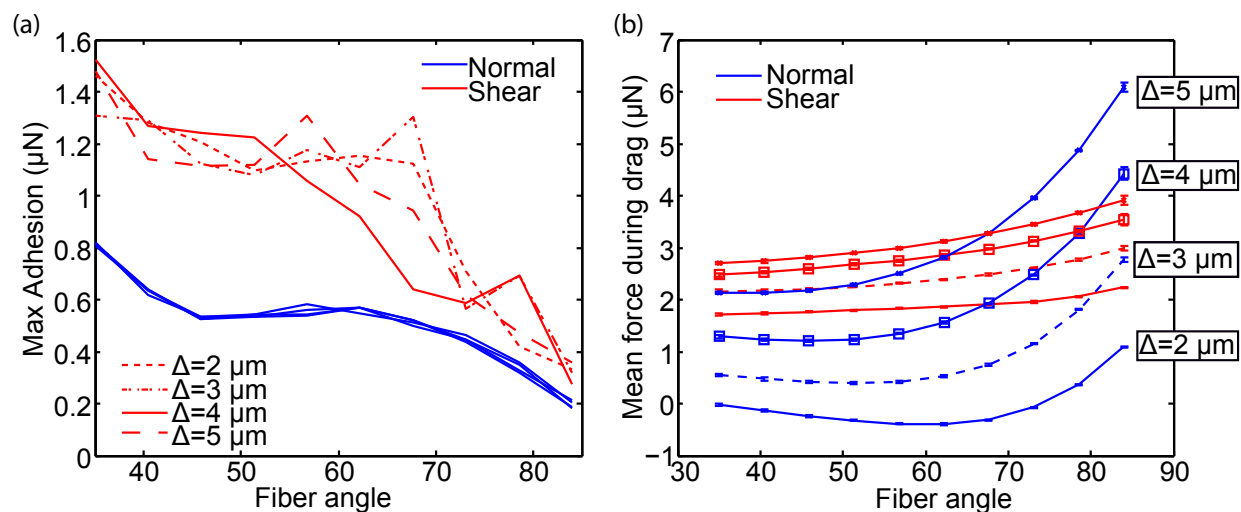 (a)
1.6
1.4
1.2
1
0.8
0.6
0.4
0.2
0
Max Adhesion (µN)
Normal
Shear
Δ=2 µm
Δ=3 µm
Δ=4 µm
Δ=5 µm
40 50 60 70 80
Fiber angle
(b)
7
6
5
4
3
2
1
0
−1
Mean force during drag (µN)
Normal
Shear
Δ=5 µm
Δ=4 µm
Δ=3 µm
Δ=2 µm
30 40 50 60 70 80 90
Fiber angle